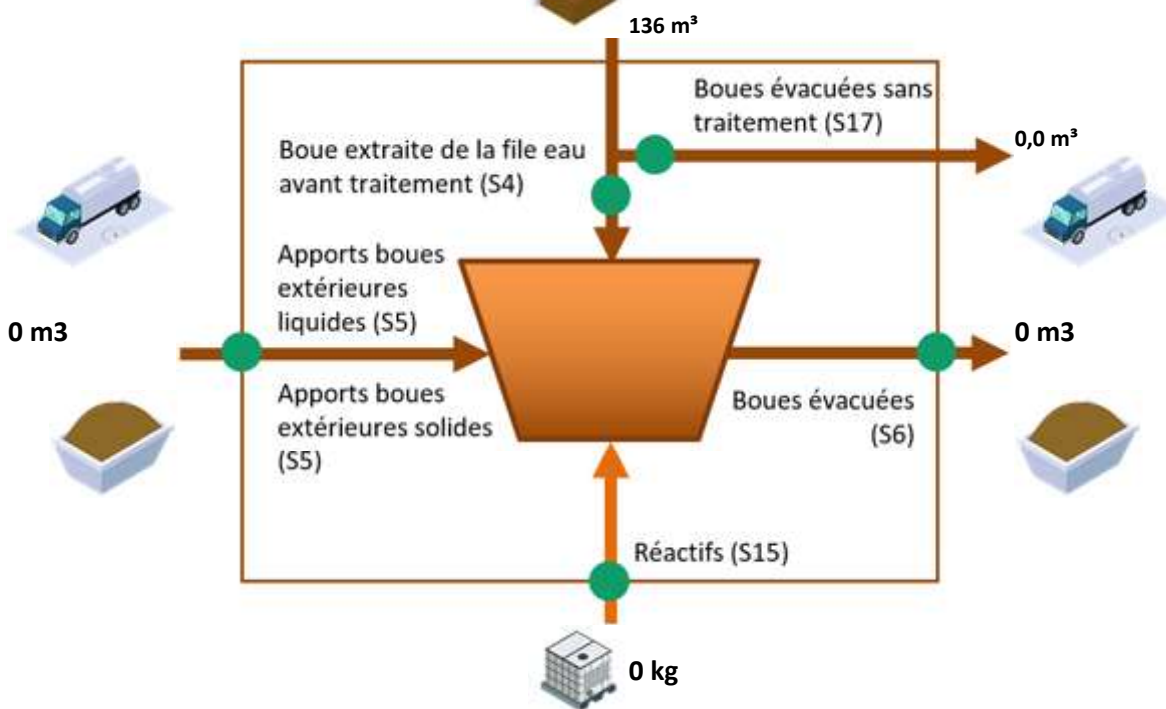 136 m³
Boues évacuées sans
traitement (S17)
0,0 m³
Boue extraite de la file eau
avant traitement (S4)
Apports boues
extérieures
liquides (S5)
0 m3
0 m3
Apports boues
extérieures solides
(S5)
Boues évacuées
(S6)
Réactifs (S15)
0 kg